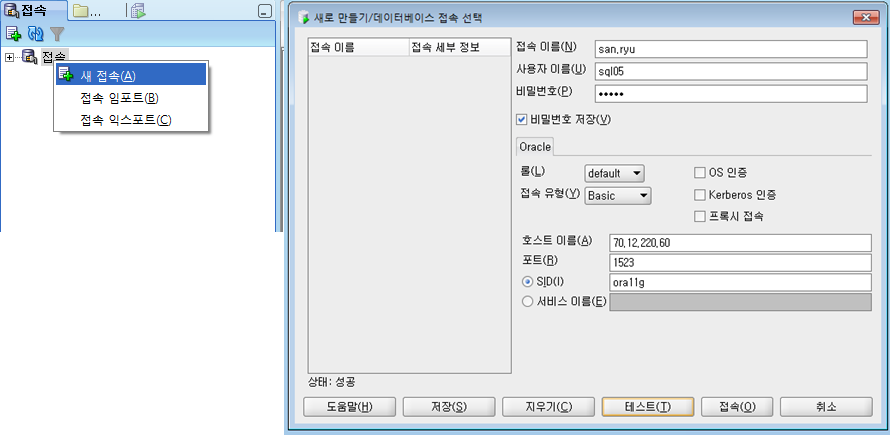 접속
...
접속
새 접속(A)
접속 임포트(B)
접속 익스포트(C)
새로 만들기/데이터베이스 접속 선택
접속 이름 접속 세부 정보
접속 이름(N) san.ryu
사용자 이름(U) sql05
비밀번호(P) •••••
비밀번호 저장(V)
Oracle
롤(L) default OS 인증
접속 유형(Y) Basic Kerberos 인증
프록시 접속
호스트 이름(A) 70.12.220.60
포트(R) 1523
SID(I) ora11g
서비스 이름(E)
상태: 성공
도움말(H) 저장(S) 지우기(C) 테스트(T) 접속(O) 취소